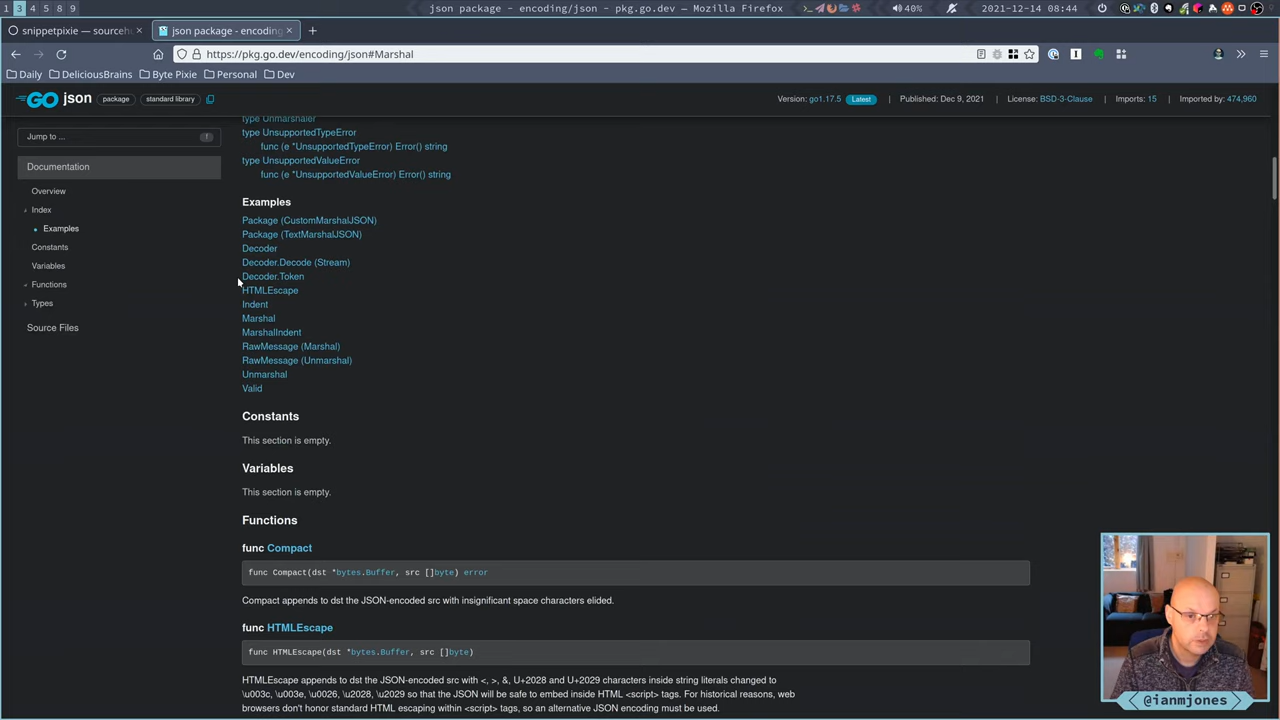 1 3 4 5 8 9
json package - encoding/json - pkg.go.dev — Mozilla Firefox
40%
2021-12-14 08:44
snippetpixie — sourcehu
json package - encoding/
https://pkg.go.dev/encoding/json#Marshal
Daily
DeliciousBrains
Byte Pixie
Personal
Dev
GO json package standard library
Version: go1.17.5 Latest
Published: Dec 9, 2021
License: BSD-3-Clause
Imports: 15
Imported by: 474,960
Jump to ... f
Documentation
Overview
Index
Examples
Constants
Variables
Functions
Types
Source Files
type Unmarshaler
type UnsupportedTypeError
func (e *UnsupportedTypeError) Error() string
type UnsupportedValueError
func (e *UnsupportedValueError) Error() string
Examples
Package (CustomMarshalJSON)
Package (TextMarshalJSON)
Decoder
Decoder.Decode (Stream)
Decoder.Token
HTMLEscape
Indent
Marshal
MarshalIndent
RawMessage (Marshal)
RawMessage (Unmarshal)
Unmarshal
Valid
Constants
This section is empty.
Variables
This section is empty.
Functions
func Compact
func Compact(dst *bytes.Buffer, src []byte) error
Compact appends to dst the JSON-encoded src with insignificant space characters elided.
func HTMLEscape
func HTMLEscape(dst *bytes.Buffer, src []byte)
HTMLEscape appends to dst the JSON-encoded src with <, >, &, U+2028 and U+2029 characters inside string literals changed to
\u003c, \u003e, \u0026, \u2028, \u2029 so that the JSON will be safe to embed inside HTML <script> tags. For historical reasons, web
browsers don't honor standard HTML escaping within <script> tags, so an alternative JSON encoding must be used.
@ianmjones